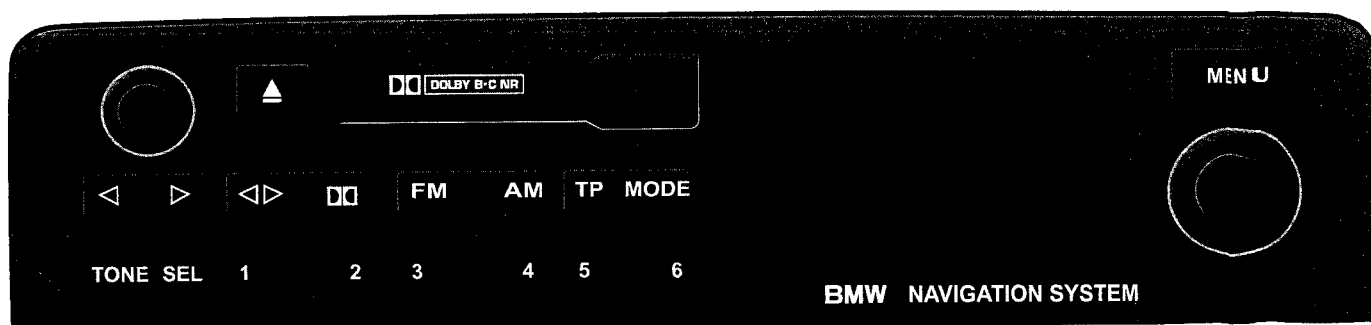 MENU
DOLBY B·C NR
FM AM TP MODE
TONE SEL 1 2 3 4 5 6
BMW NAVIGATION SYSTEM